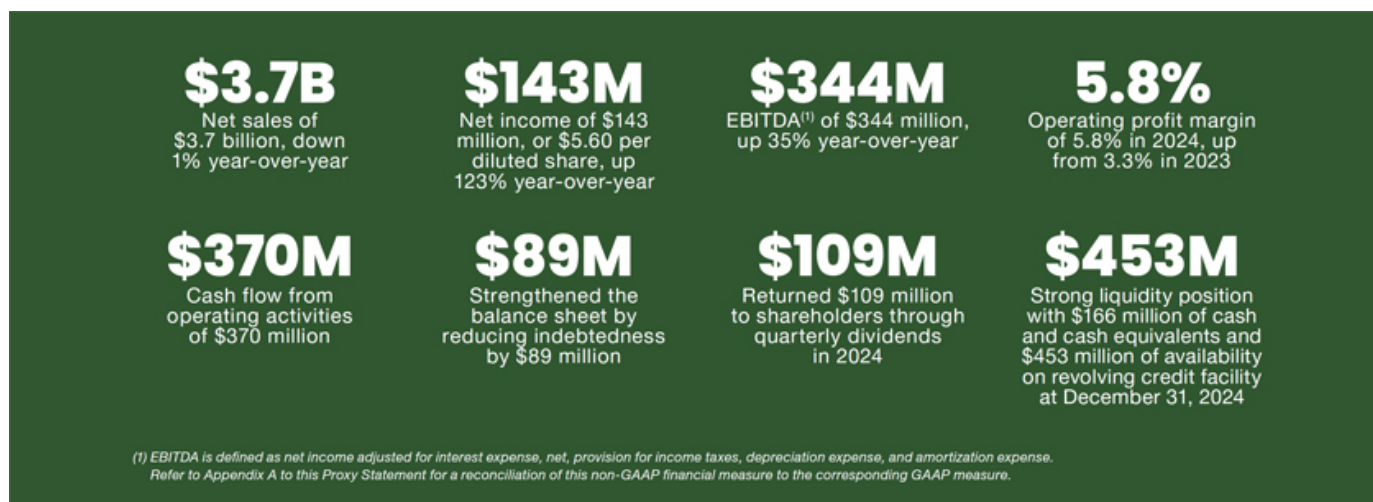 $3.7B
Net sales of
$3.7 billion, down
1% year-over-year
$143M
Net income of $143
million, or $5.60 per
diluted share, up
123% year-over-year
$344M
EBITDA(1) of $344 million,
up 35% year-over-year
5.8%
Operating profit margin
of 5.8% in 2024, up
from 3.3% in 2023
$370M
Cash flow from
operating activities
of $370 million
$89M
Strengthened the
balance sheet by
reducing indebtedness
by $89 million
$109M
Returned $109 million
to shareholders through
quarterly dividends
in 2024
$453M
Strong liquidity position
with $166 million of cash
and cash equivalents and
$453 million of availability
on revolving credit facility
at December 31, 2024
(1) EBITDA is defined as net income adjusted for interest expense, net, provision for income taxes, depreciation expense, and amortization expense.
Refer to Appendix A to this Proxy Statement for a reconciliation of this non-GAAP financial measure to the corresponding GAAP measure.